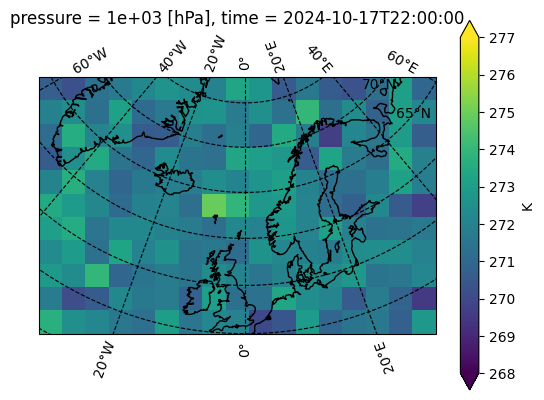 pressure = 1e+03 [hPa], time = 2024-10-17T22:00:00
60°W
40°W
20°W
0°
20°E
40°E
60°E
70°N
65°N
20°W
0°
20°E
277
276
275
274
273
272
271
270
269
268
K